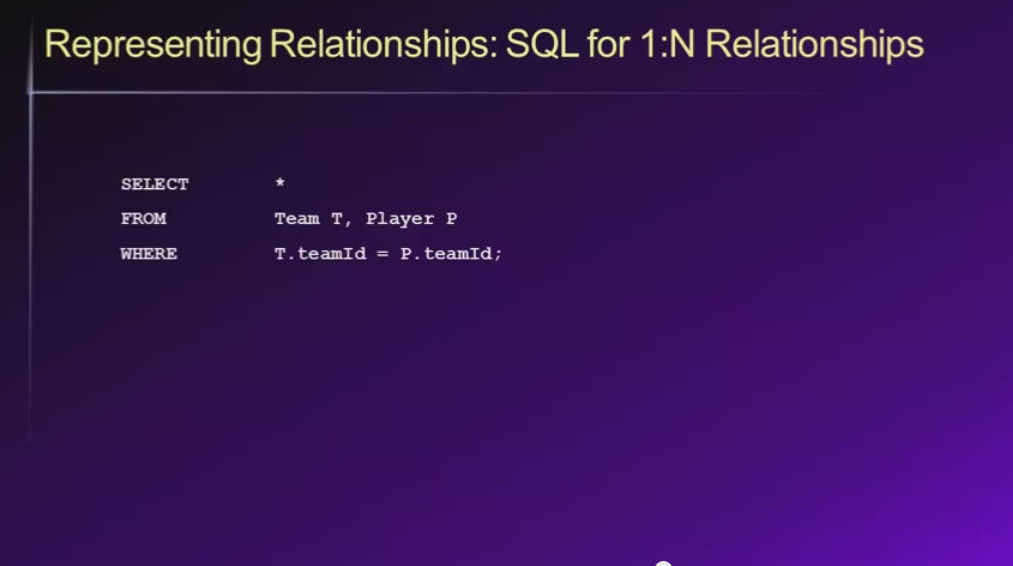 Representing Relationships: SQL for 1:N Relationships
SELECT *
FROM Team T, Player P
WHERE T.teamId = P.teamId;